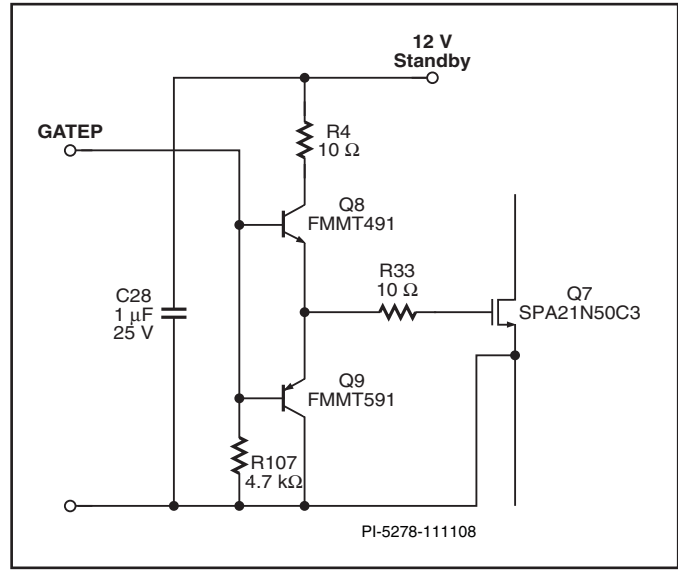 12 V
Standby
GATEP
R4
10 Ω
Q8
FMMT491
R33
10 Ω
Q7
SPA21N50C3
C28
1 μF
25 V
Q9
FMMT591
R107
4.7 kΩ
PI-5278-111108